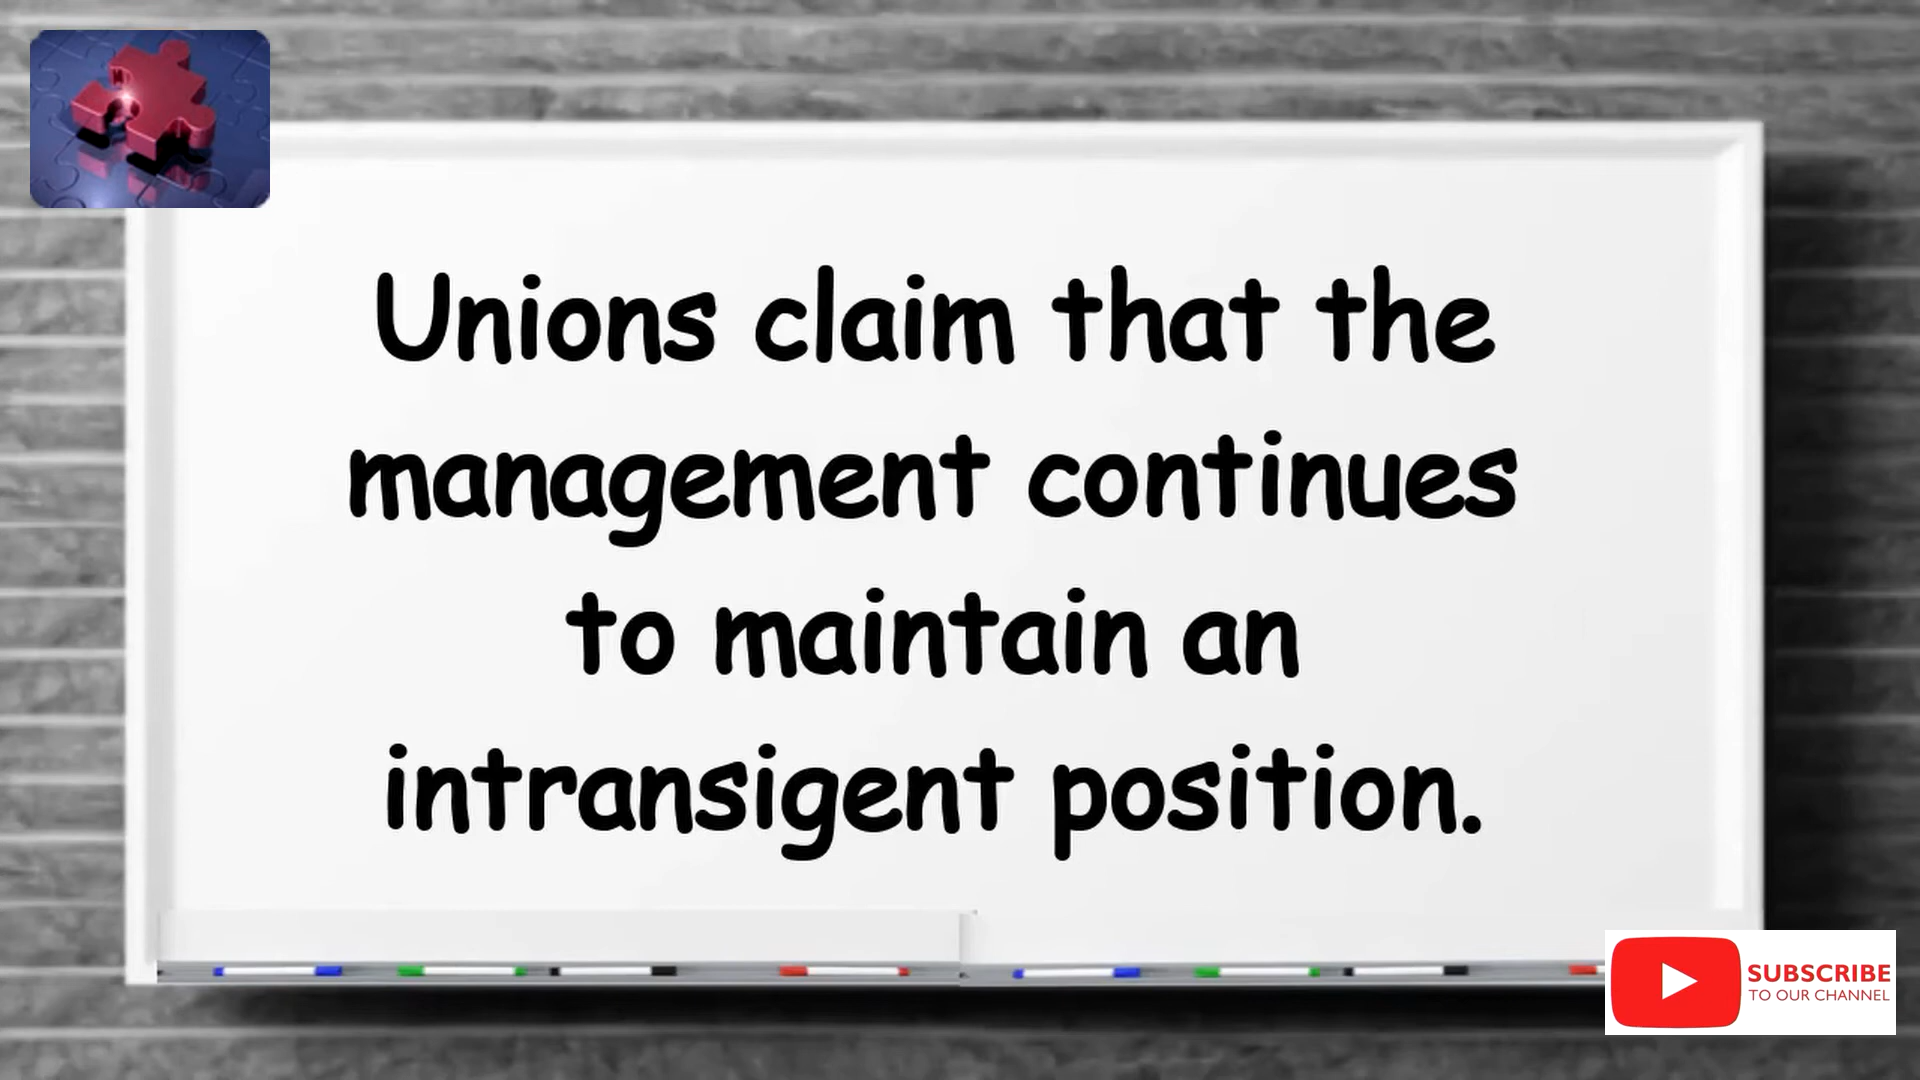 Unions claim that the
management continues
to maintain an
intransigent position.
SUBSCRIBE
TO OUR CHANNEL